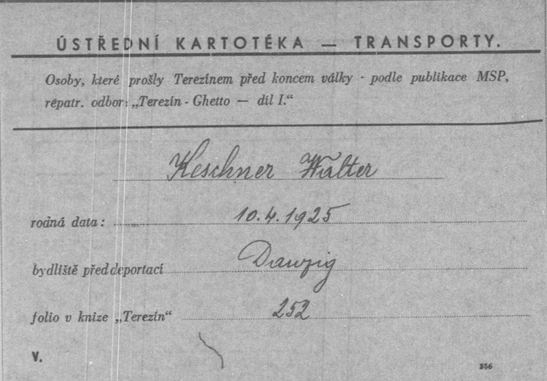 ÚSTŘEDNÍ KARTOTÉKA — TRANSPORTY.
Osoby, které prošly Terezínem před koncem války - podle publikace MSP,
repatr. odbor: „Terezín - Ghetto — díl I.“
Keschner Walter
rodná data: 10.4.1925
bydliště před deportací Danzig
folio v knize „Terezín“ 252
V.
356